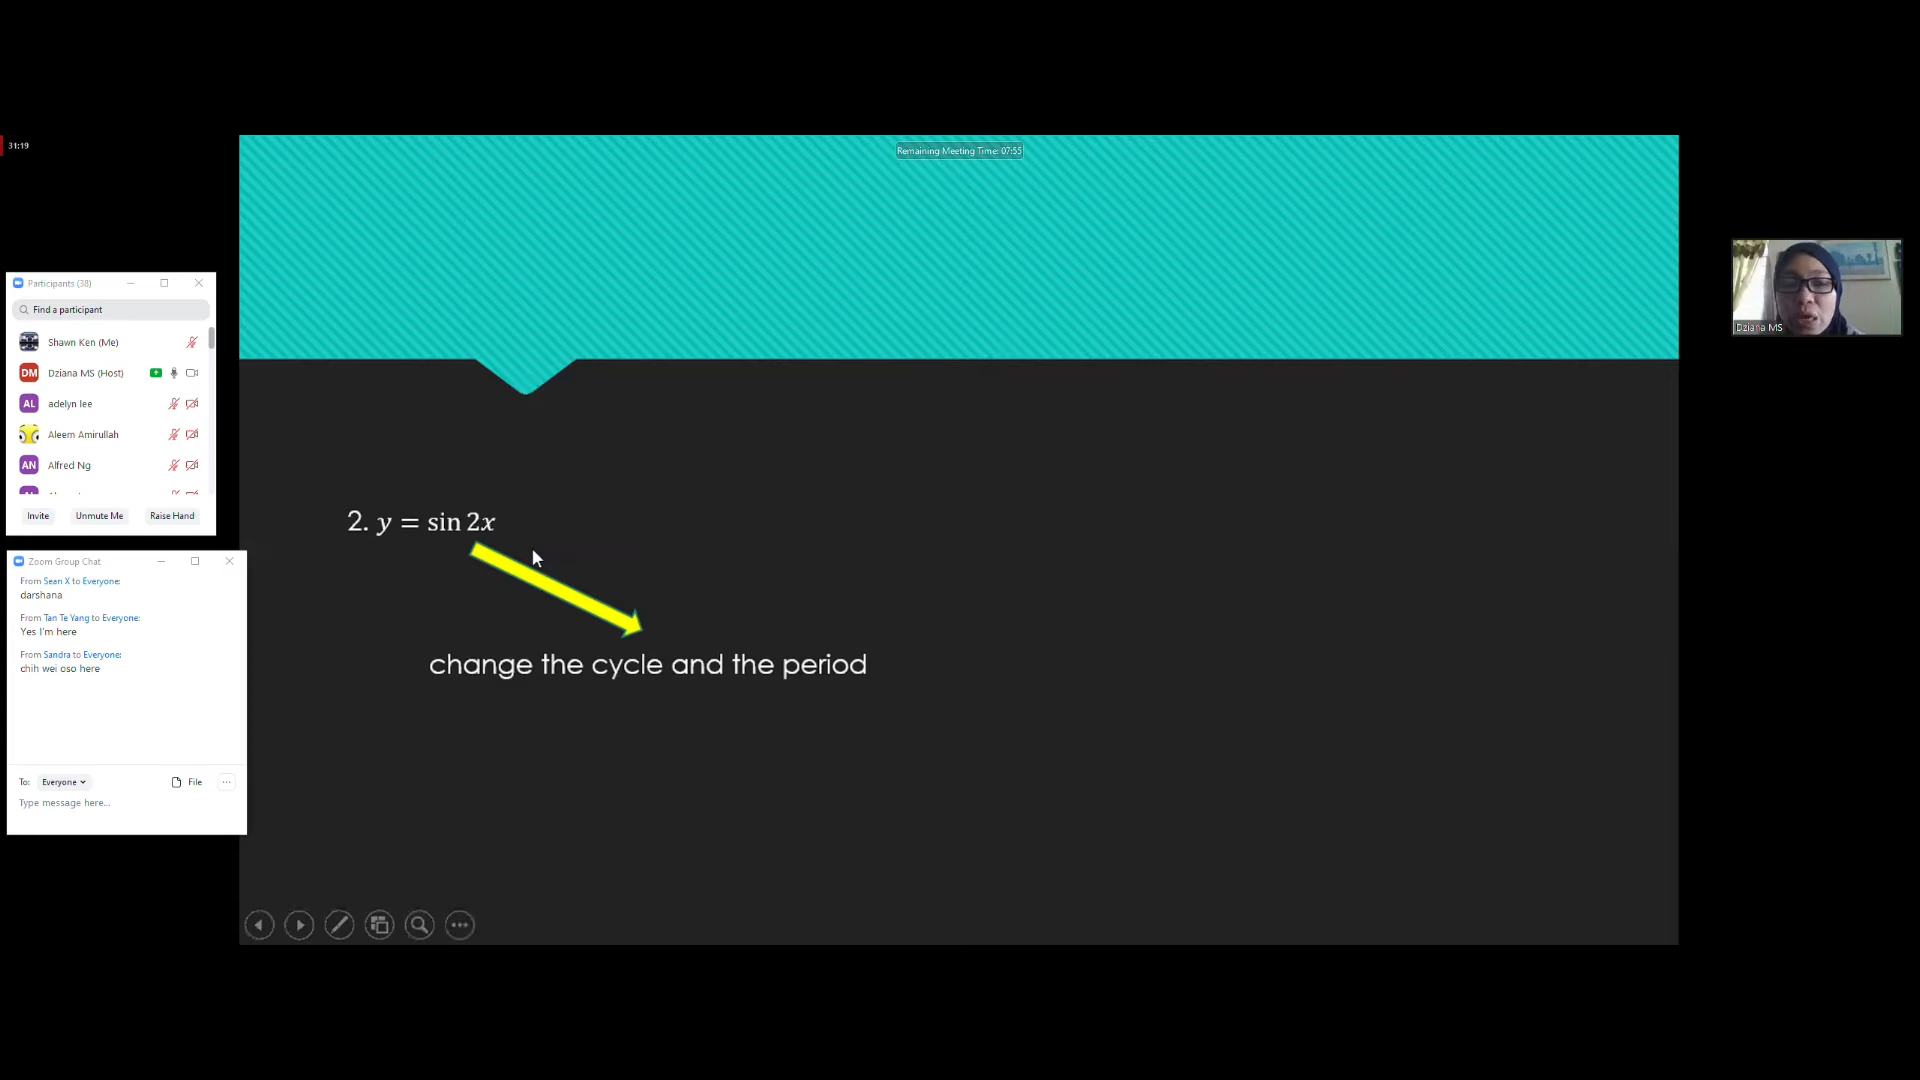 31:19
Remaining Meeting Time: 07:55
Participants (38)
Find a participant
Shawn Ken (Me)
DM Dziana MS (Host)
AL adelyn lee
Aleem Amirullah
AN Alfred Ng
Invite Unmute Me Raise Hand
Zoom Group Chat
From Sean X to Everyone:
darshana
From Tan Te Yang to Everyone:
Yes I'm here
From Sandra to Everyone:
chih wei oso here
To: Everyone File
Type message here...
2. y = sin 2x
change the cycle and the period
Dziana MS